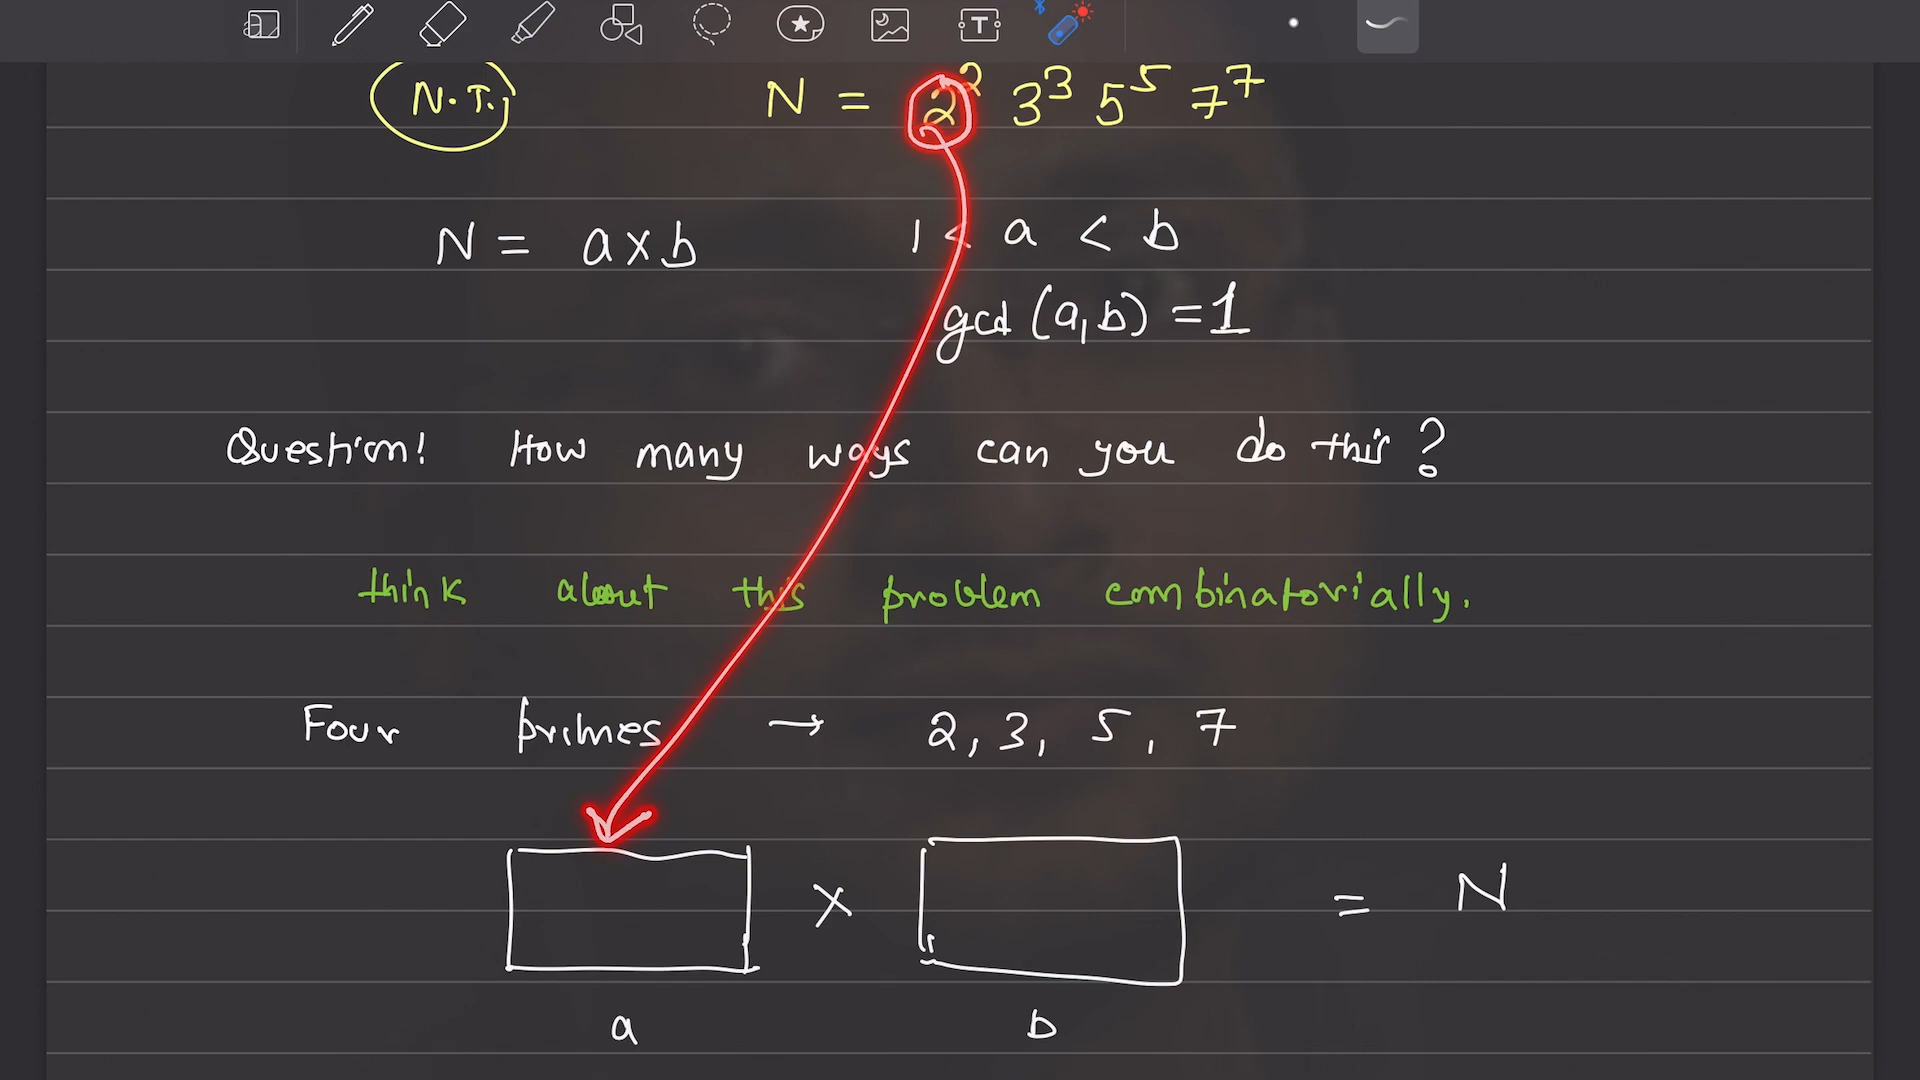 N.T. N = 2² 3³ 5⁵ 7⁷
N = a x b 1 < a < b
gcd (a, b) = 1
Question! How many ways can you do this ?
think about this problem combinatorially.
Four primes → 2, 3, 5, 7
x = N
a b